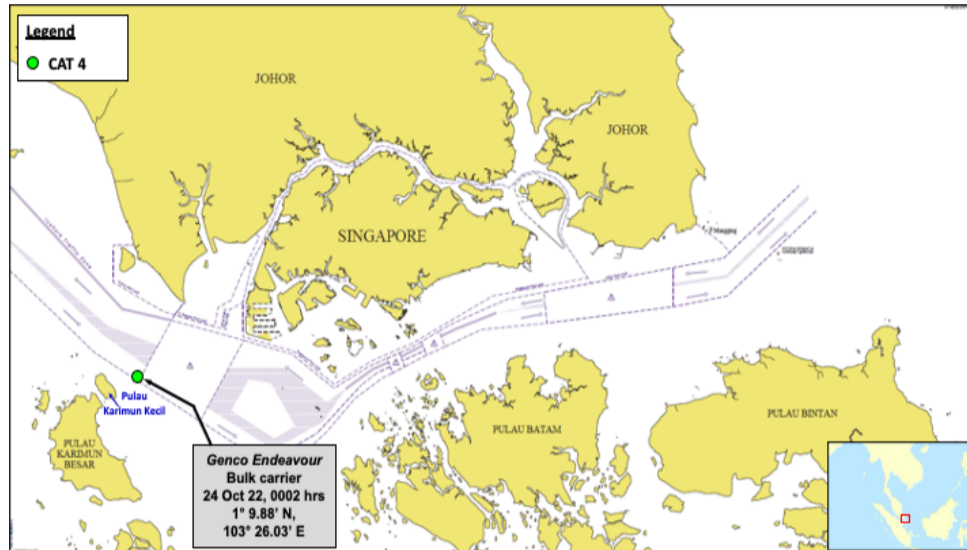 Legend
CAT 4
JOHOR
JOHOR
SINGAPORE
Pulau
Karimun Kecil
PULAU
KARIMUN
BESAR
PULAU BATAM
PULAU BINTAN
Genco Endeavour
Bulk carrier
24 Oct 22, 0002 hrs
1° 9.88’ N,
103° 26.03’ E